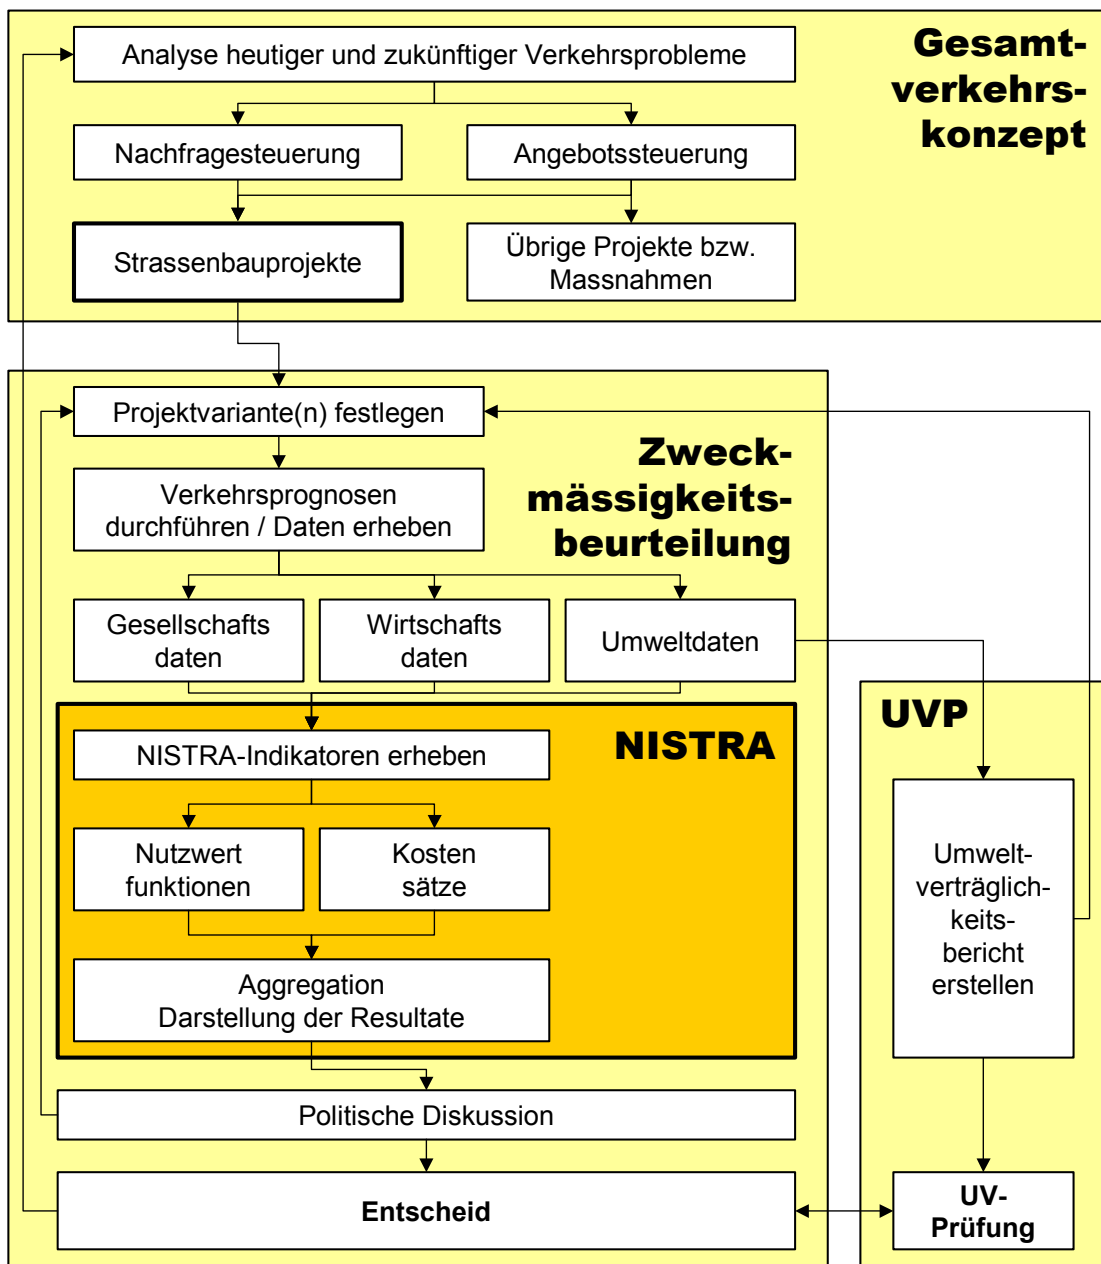 Gesamt-
verkehrs-
konzept
Analyse heutiger und zukünftiger Verkehrsprobleme
Nachfragesteuerung
Angebotssteuerung
Strassenbauprojekte
Übrige Projekte bzw.
Massnahmen
Zweck-
mässigkeits-
beurteilung
Projektvariante(n) festlegen
Verkehrsprognosen
durchführen / Daten erheben
Gesellschafts
daten
Wirtschafts
daten
Umweltdaten
NISTRA
NISTRA-Indikatoren erheben
Nutzwert
funktionen
Kosten
sätze
Aggregation
Darstellung der Resultate
Politische Diskussion
Entscheid
UVP
Umwelt-
verträglich-
keits-
bericht
erstellen
UV-
Prüfung